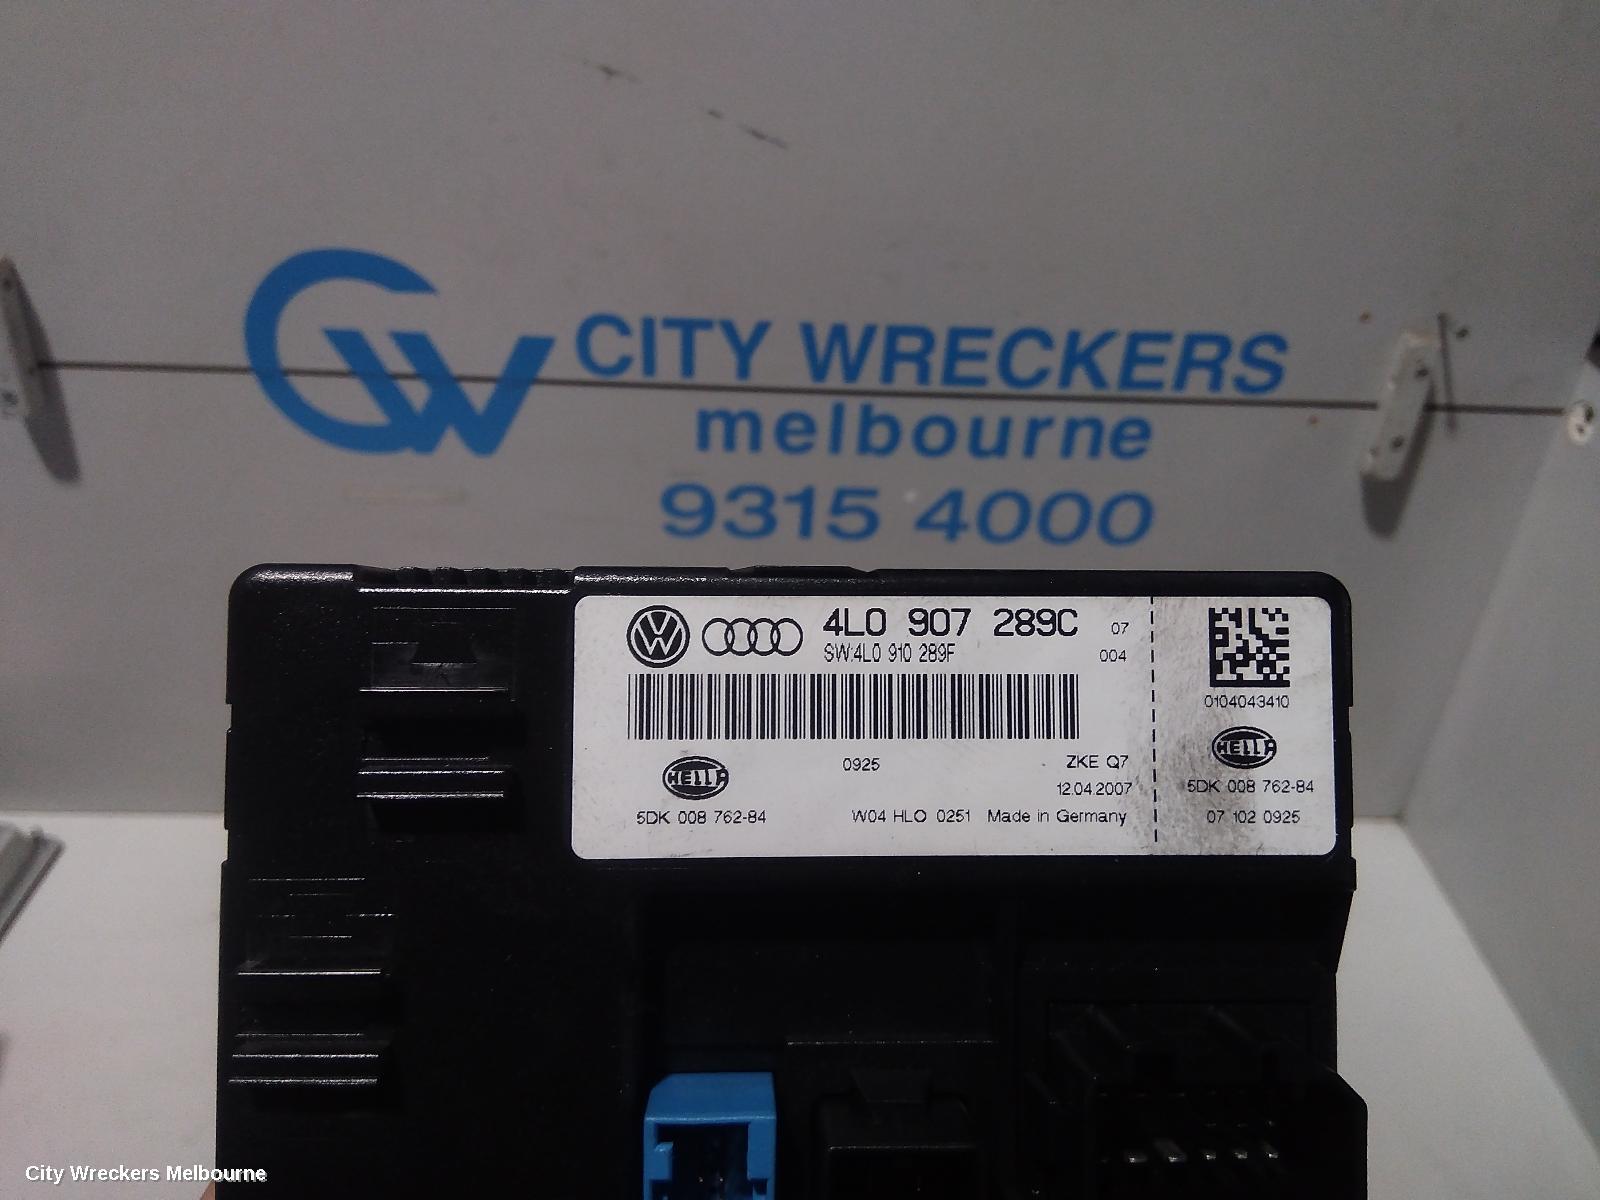 CITY WRECKERS
melbourne
9315 4000
4L0 907 289C 07
SW:4L0 910 289F 004
0104043410
HELLA
0925 ZKE Q7
12.04.2007
5DK 008 762-84 W04 HLO 0251 Made in Germany
HELLA
5DK 008 762-84
07 102 0925
City Wreckers Melbourne